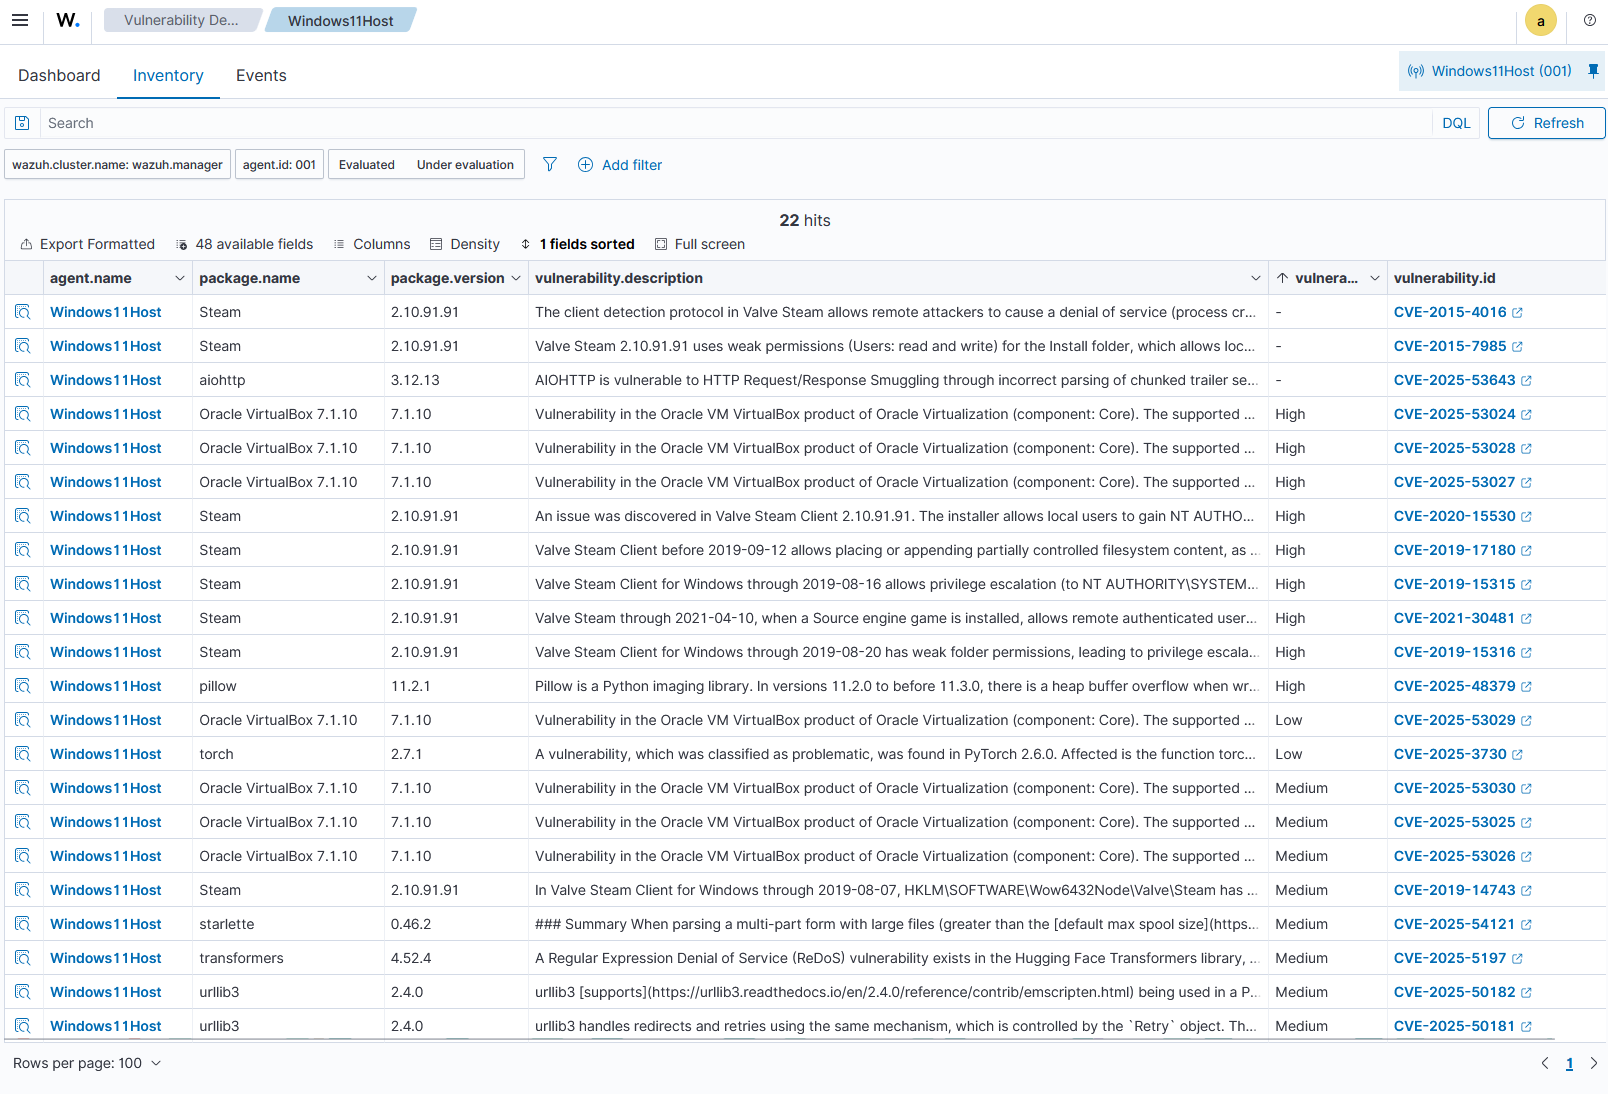 W. Vulnerability De... Windows11Host a
Dashboard Inventory Events Windows11Host (001)
Search DQL Refresh
wazuh.cluster.name: wazuh.manager agent.id: 001 Evaluated Under evaluation Add filter
22 hits
Export Formatted 48 available fields Columns Density 1 fields sorted Full screen
agent.name package.name package.version vulnerability.description vulnera... vulnerability.id
Windows11Host Steam 2.10.91.91 The client detection protocol in Valve Steam allows remote attackers to cause a denial of service (process cr... - CVE-2015-4016
Windows11Host Steam 2.10.91.91 Valve Steam 2.10.91.91 uses weak permissions (Users: read and write) for the Install folder, which allows loc... - CVE-2015-7985
Windows11Host aiohttp 3.12.13 AIOHTTP is vulnerable to HTTP Request/Response Smuggling through incorrect parsing of chunked trailer se... - CVE-2025-53643
Windows11Host Oracle VirtualBox 7.1.10 7.1.10 Vulnerability in the Oracle VM VirtualBox product of Oracle Virtualization (component: Core). The supported ... High CVE-2025-53024
Windows11Host Oracle VirtualBox 7.1.10 7.1.10 Vulnerability in the Oracle VM VirtualBox product of Oracle Virtualization (component: Core). The supported ... High CVE-2025-53028
Windows11Host Oracle VirtualBox 7.1.10 7.1.10 Vulnerability in the Oracle VM VirtualBox product of Oracle Virtualization (component: Core). The supported ... High CVE-2025-53027
Windows11Host Steam 2.10.91.91 An issue was discovered in Valve Steam Client 2.10.91.91. The installer allows local users to gain NT AUTHO... High CVE-2020-15530
Windows11Host Steam 2.10.91.91 Valve Steam Client before 2019-09-12 allows placing or appending partially controlled filesystem content, as ... High CVE-2019-17180
Windows11Host Steam 2.10.91.91 Valve Steam Client for Windows through 2019-08-16 allows privilege escalation (to NT AUTHORITY\SYSTEM... High CVE-2019-15315
Windows11Host Steam 2.10.91.91 Valve Steam through 2021-04-10, when a Source engine game is installed, allows remote authenticated user... High CVE-2021-30481
Windows11Host Steam 2.10.91.91 Valve Steam Client for Windows through 2019-08-20 has weak folder permissions, leading to privilege escala... High CVE-2019-15316
Windows11Host pillow 11.2.1 Pillow is a Python imaging library. In versions 11.2.0 to before 11.3.0, there is a heap buffer overflow when wr... High CVE-2025-48379
Windows11Host Oracle VirtualBox 7.1.10 7.1.10 Vulnerability in the Oracle VM VirtualBox product of Oracle Virtualization (component: Core). The supported ... Low CVE-2025-53029
Windows11Host torch 2.7.1 A vulnerability, which was classified as problematic, was found in PyTorch 2.6.0. Affected is the function torc... Low CVE-2025-3730
Windows11Host Oracle VirtualBox 7.1.10 7.1.10 Vulnerability in the Oracle VM VirtualBox product of Oracle Virtualization (component: Core). The supported ... Medium CVE-2025-53030
Windows11Host Oracle VirtualBox 7.1.10 7.1.10 Vulnerability in the Oracle VM VirtualBox product of Oracle Virtualization (component: Core). The supported ... Medium CVE-2025-53025
Windows11Host Oracle VirtualBox 7.1.10 7.1.10 Vulnerability in the Oracle VM VirtualBox product of Oracle Virtualization (component: Core). The supported ... Medium CVE-2025-53026
Windows11Host Steam 2.10.91.91 In Valve Steam Client for Windows through 2019-08-07, HKLM\SOFTWARE\Wow6432Node\Valve\Steam has ... Medium CVE-2019-14743
Windows11Host starlette 0.46.2 ### Summary When parsing a multi-part form with large files (greater than the [default max spool size](https... Medium CVE-2025-54121
Windows11Host transformers 4.52.4 A Regular Expression Denial of Service (ReDoS) vulnerability exists in the Hugging Face Transformers library, ... Medium CVE-2025-5197
Windows11Host urllib3 2.4.0 urllib3 [supports](https://urllib3.readthedocs.io/en/2.4.0/reference/contrib/emscripten.html) being used in a P... Medium CVE-2025-50182
Windows11Host urllib3 2.4.0 urllib3 handles redirects and retries using the same mechanism, which is controlled by the `Retry` object. Th... Medium CVE-2025-50181
Rows per page: 100 1